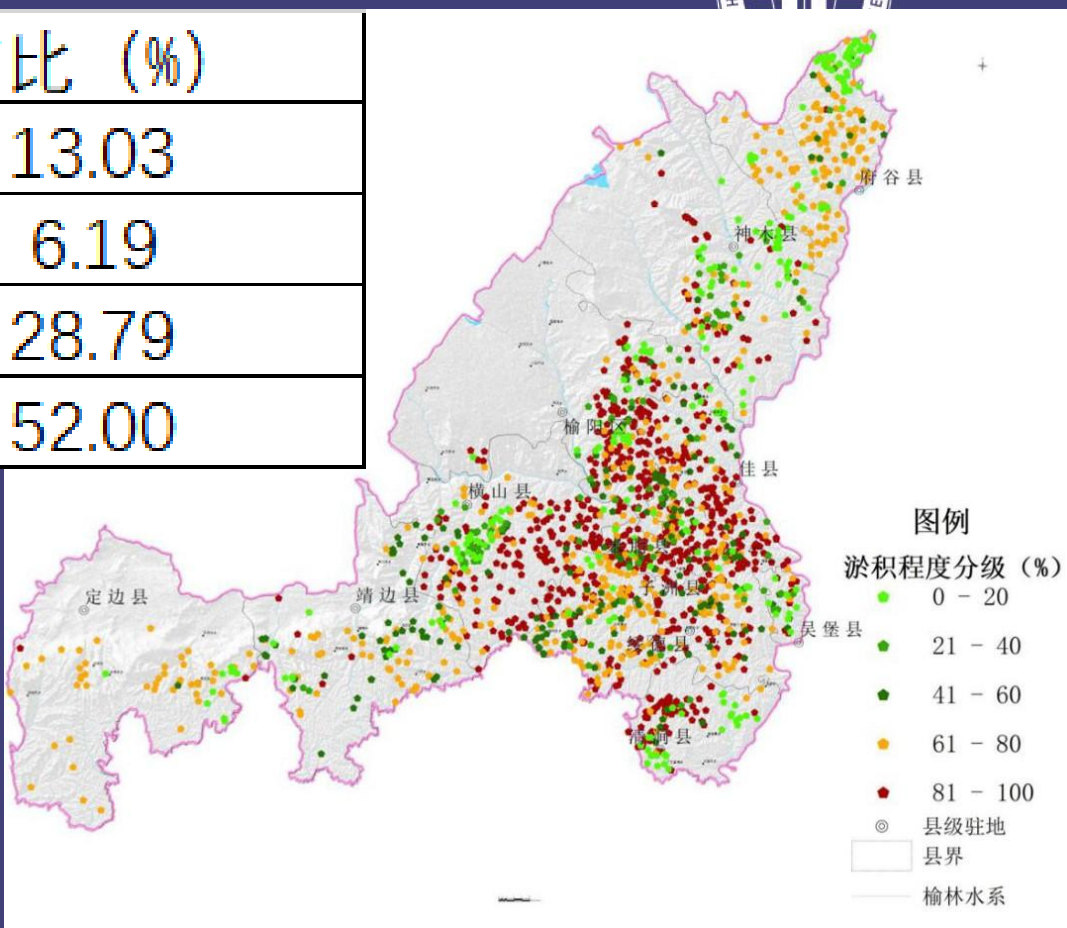 比 (%)
13.03
6.19
28.79
52.00
府谷县
神木县
榆阳区
佳县
横山县
子洲县
定边县
靖边县
吴堡县
绥德县
清涧县
图例
淤积程度分级 (%)
0 - 20
21 - 40
41 - 60
61 - 80
81 - 100
县级驻地
县界
榆林水系